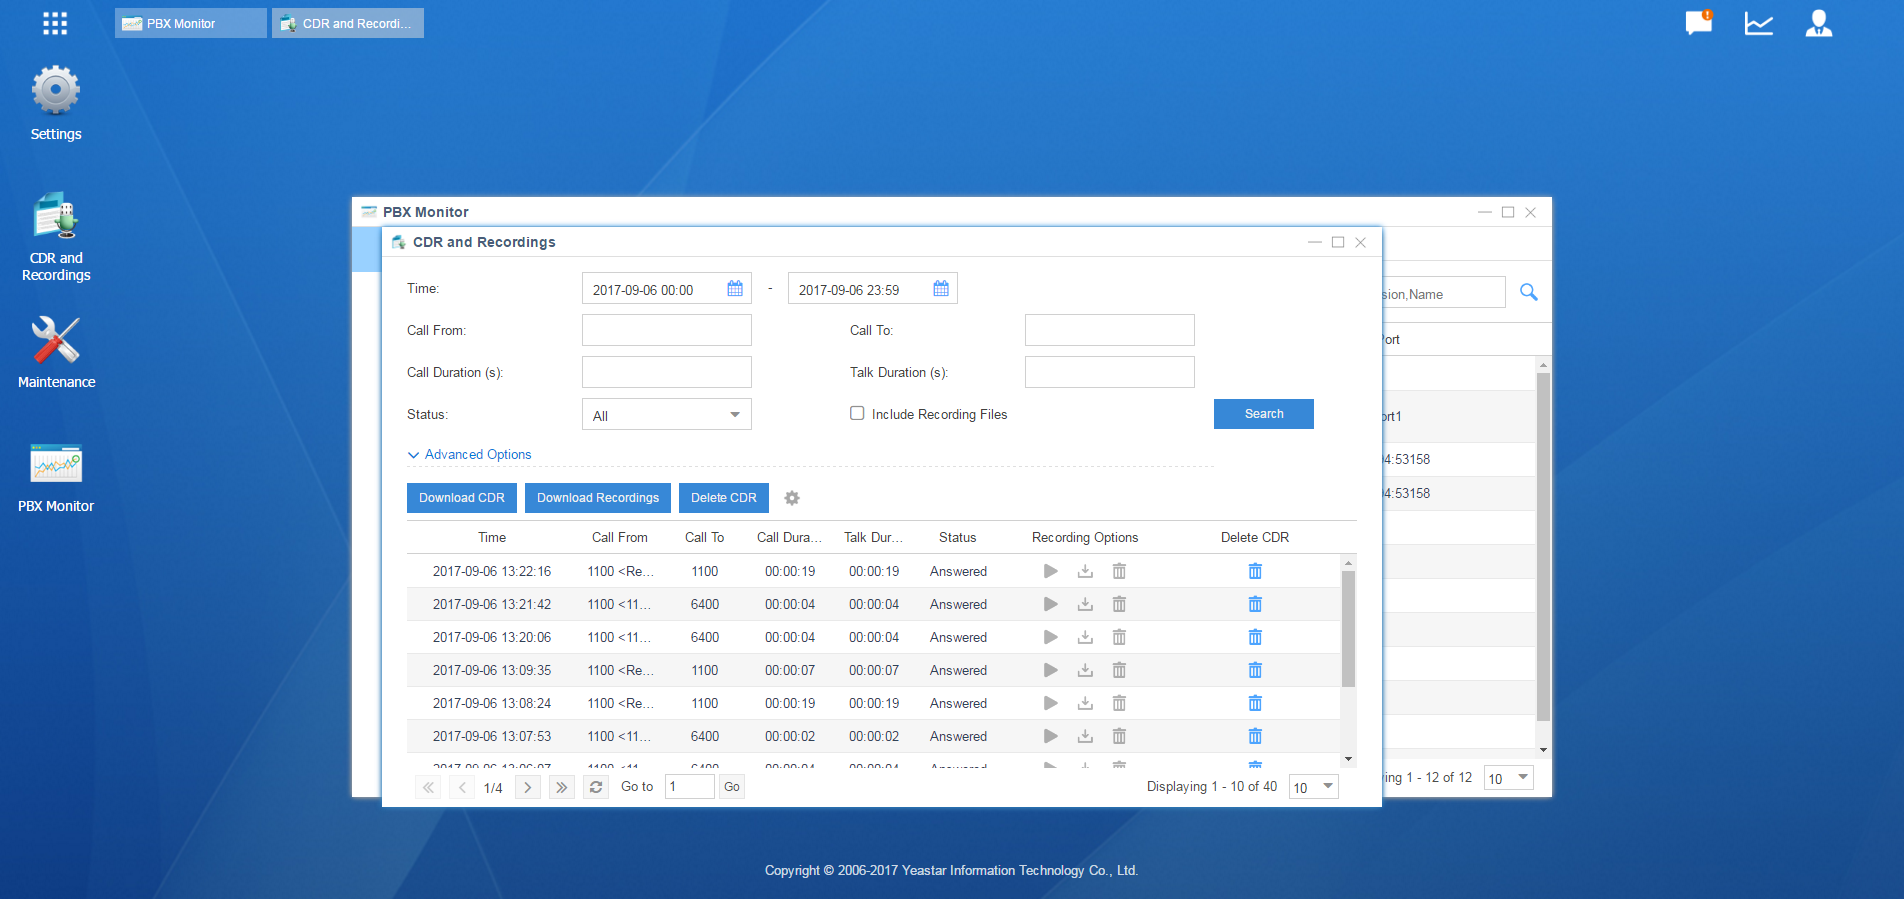 PBX Monitor
CDR and Recordi...
Settings
CDR and
Recordings
Maintenance
PBX Monitor
PBX Monitor
CDR and Recordings
Time:
2017-09-06 00:00
-
2017-09-06 23:59
sion,Name
Call From:
Call To:
Port
Call Duration (s):
Talk Duration (s):
Status:
All
Include Recording Files
Search
ort1
Advanced Options
04:53158
Download CDR
Download Recordings
Delete CDR
04:53158
Time Call From Call To Call Dura... Talk Dur... Status Recording Options Delete CDR
2017-09-06 13:22:16 1100 <Re... 1100 00:00:19 00:00:19 Answered
2017-09-06 13:21:42 1100 <11... 6400 00:00:04 00:00:04 Answered
2017-09-06 13:20:06 1100 <11... 6400 00:00:04 00:00:04 Answered
2017-09-06 13:09:35 1100 <Re... 1100 00:00:07 00:00:07 Answered
2017-09-06 13:08:24 1100 <Re... 1100 00:00:19 00:00:19 Answered
2017-09-06 13:07:53 1100 <11... 6400 00:00:02 00:00:02 Answered
1/4
Go to
1
Go
Displaying 1 - 10 of 40
10
ing 1 - 12 of 12
10
Copyright © 2006-2017 Yeastar Information Technology Co., Ltd.